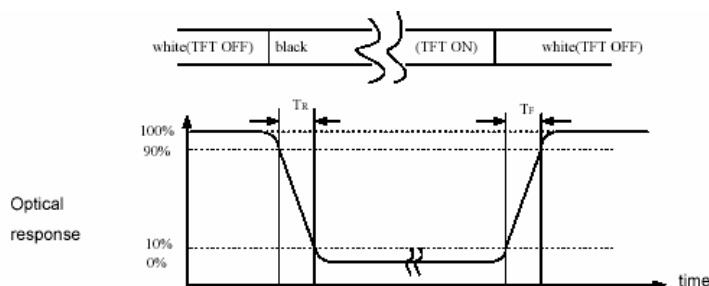 white(TFT OFF) black (TFT ON) white(TFT OFF)
TR TF
100%
90%
Optical
response
10%
0%
time